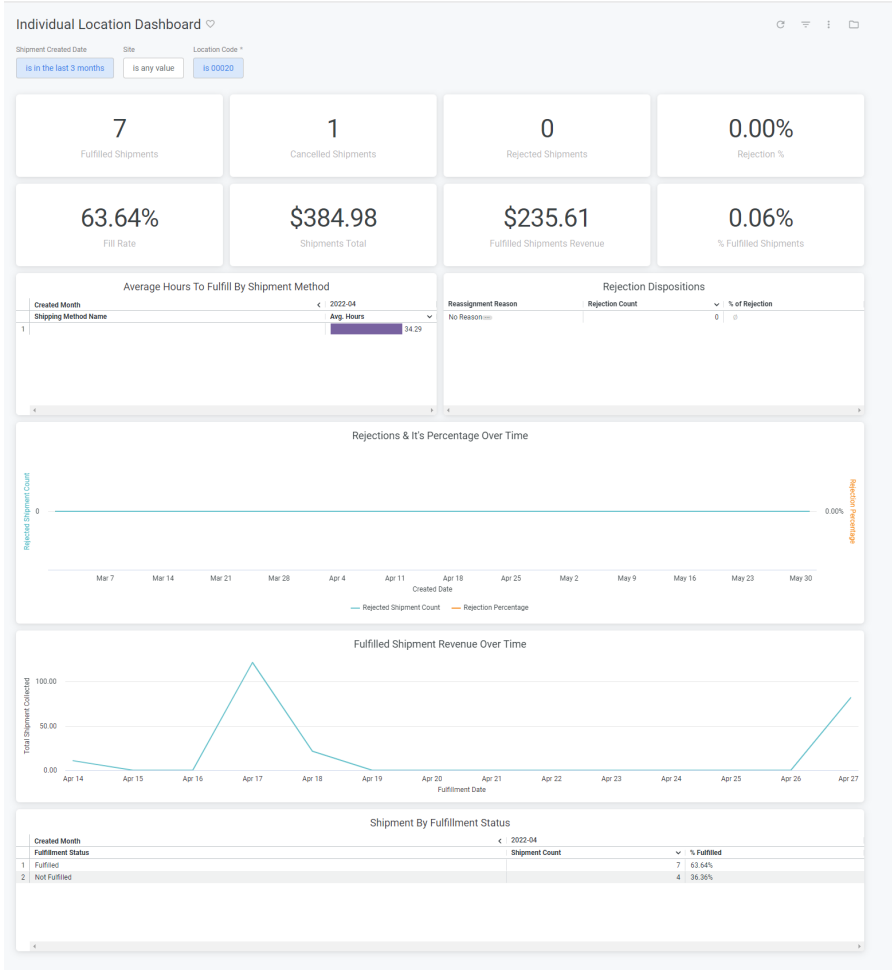 Individual Location Dashboard
Shipment Created Date Site Location Code *
is in the last 3 months is any value is 00020
7 1 0 0.00%
Fulfilled Shipments Cancelled Shipments Rejected Shipments Rejection %
63.64% $384.98 $235.61 0.06%
Fill Rate Shipments Total Fulfilled Shipments Revenue % Fulfilled Shipments
Average Hours To Fulfill By Shipment Method
Created Month 2022-04
Shipping Method Name Avg. Hours
1 34.29
Rejection Dispositions
Reassignment Reason Rejection Count % of Rejection
No Reason 0 Ø
Rejections & It's Percentage Over Time
Rejected Shipment Count
0
0.00%
Rejection Percentage
Mar 7 Mar 14 Mar 21 Mar 28 Apr 4 Apr 11 Apr 18 Apr 25 May 2 May 9 May 16 May 23 May 30
Created Date
Rejected Shipment Count Rejection Percentage
Fulfilled Shipment Revenue Over Time
Total Shipment Collected
100.00
50.00
0.00
Apr 14 Apr 15 Apr 16 Apr 17 Apr 18 Apr 19 Apr 20 Apr 21 Apr 22 Apr 23 Apr 24 Apr 25 Apr 26 Apr 27
Fulfillment Date
Shipment By Fulfillment Status
Created Month 2022-04
Fulfillment Status Shipment Count % Fulfilled
1 Fulfilled 7 63.64%
2 Not Fulfilled 4 36.36%